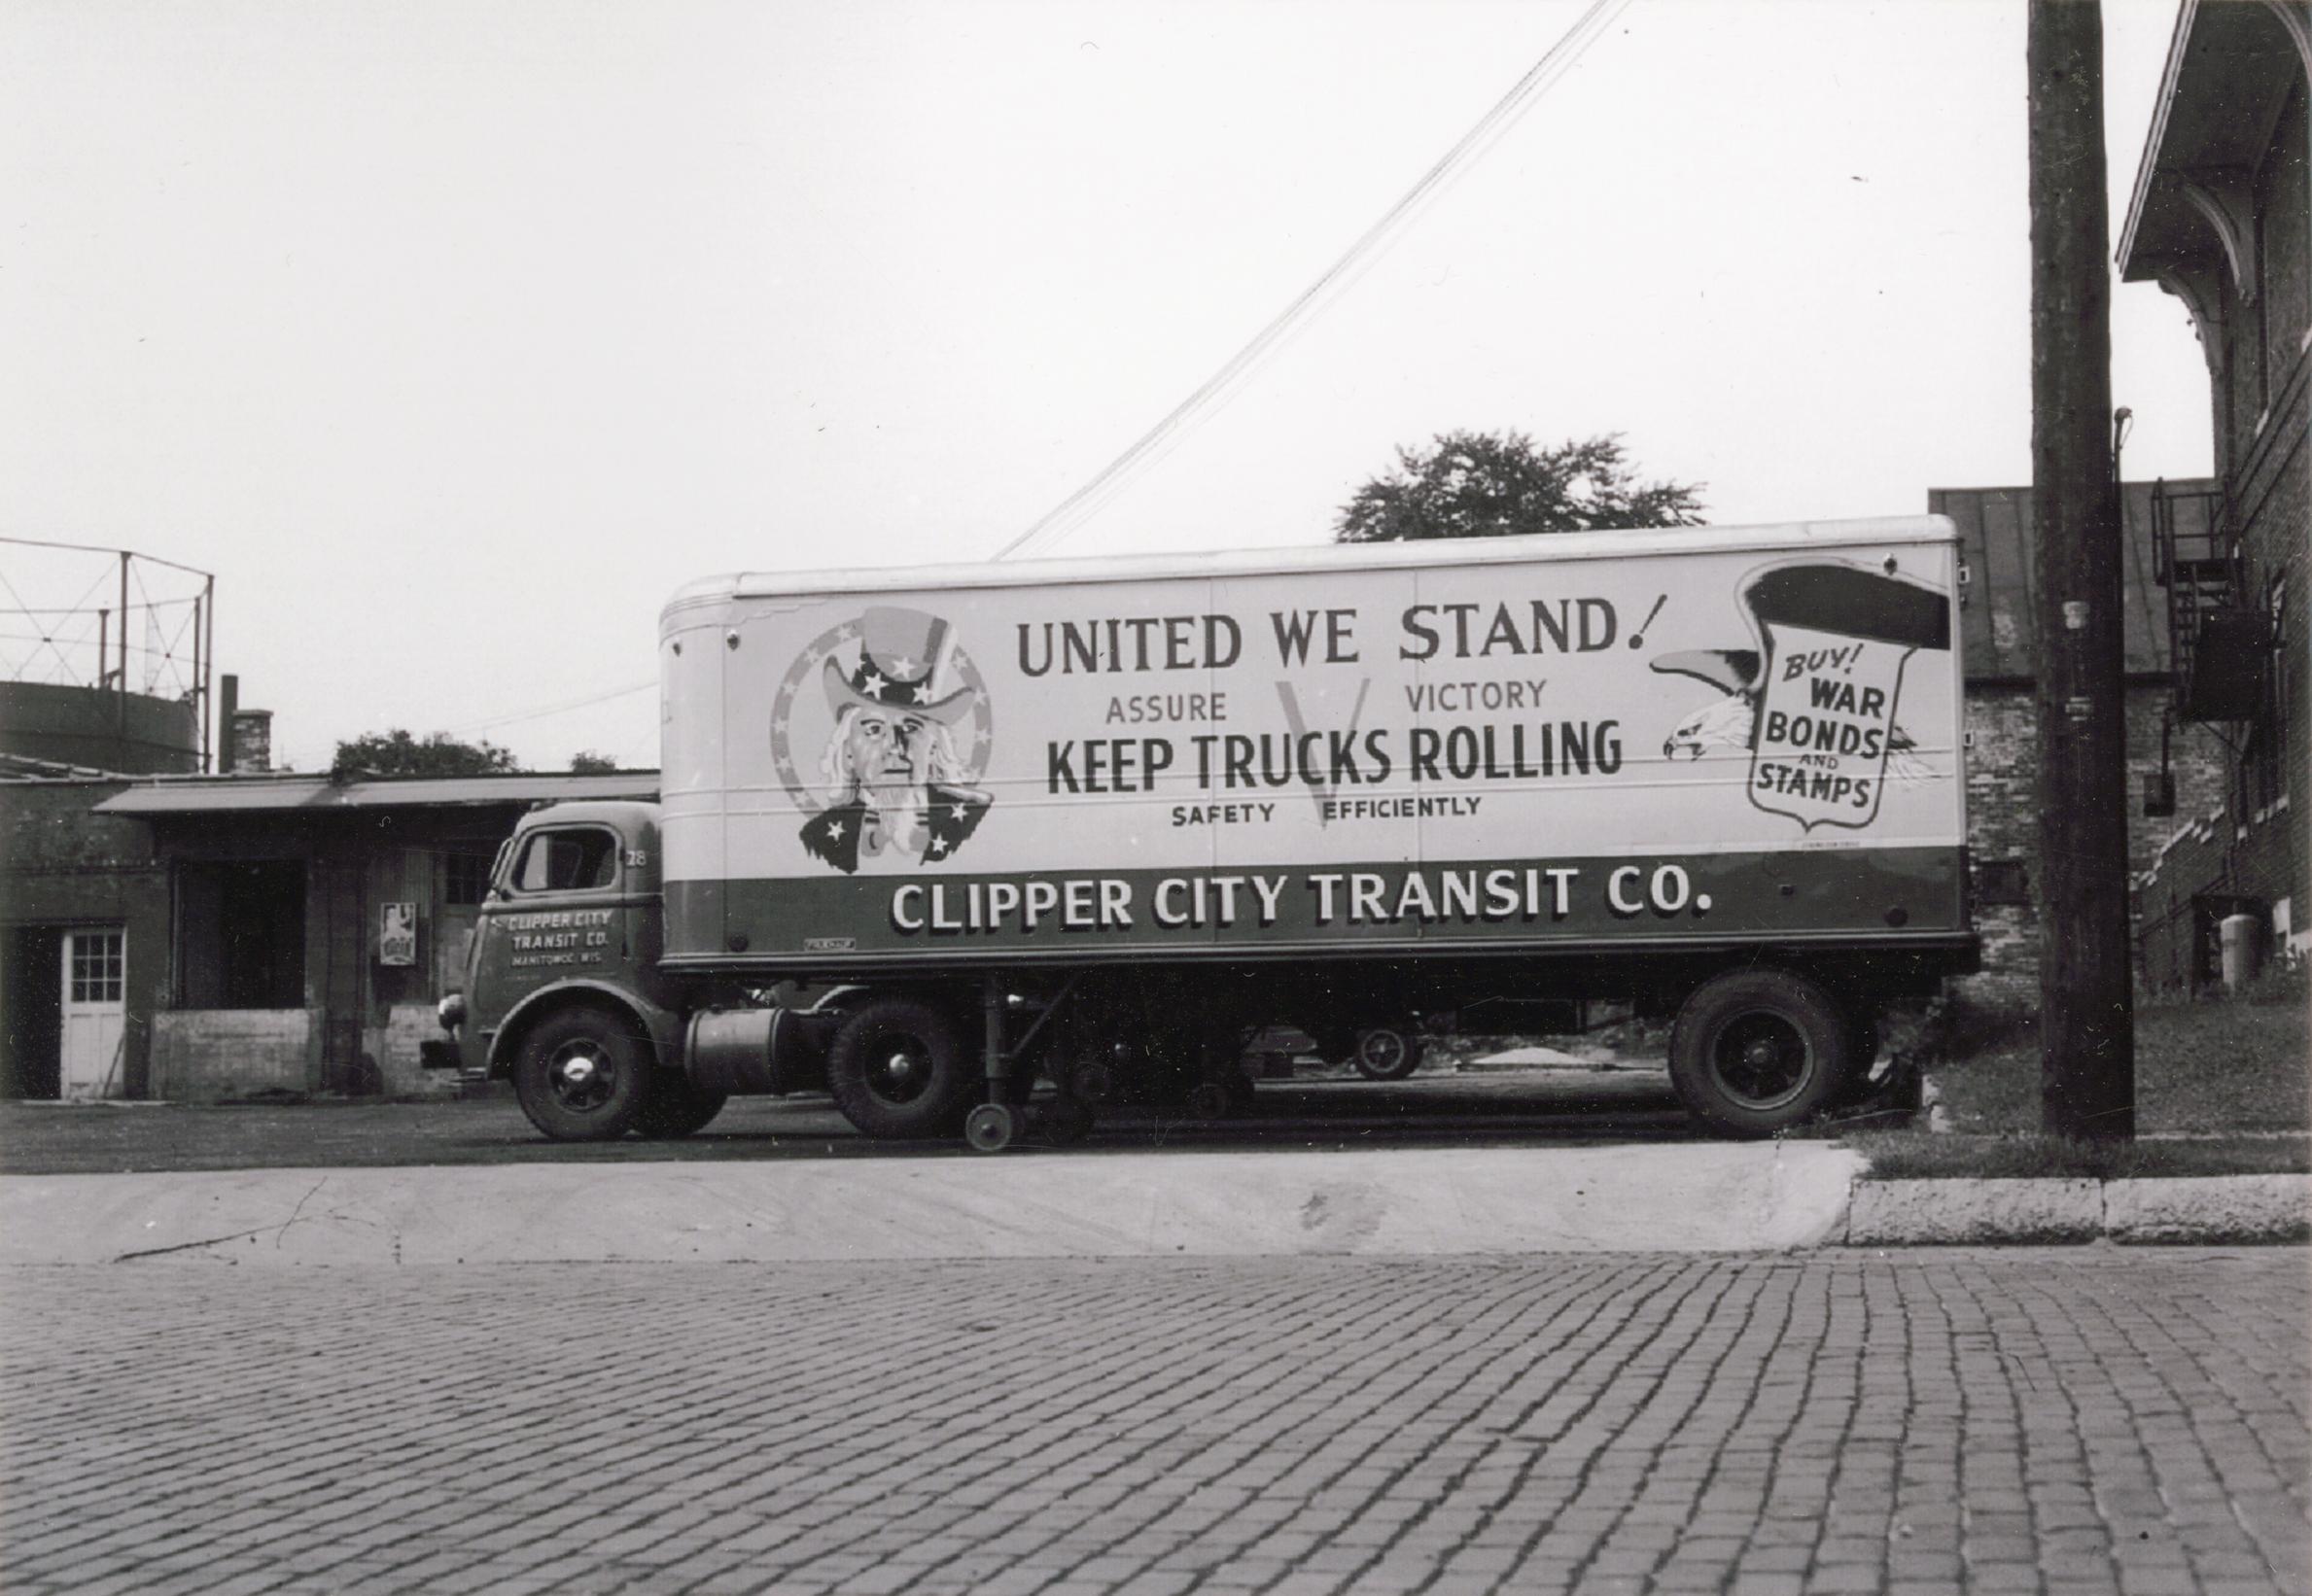 UNITED WE STAND!
ASSURE V VICTORY
KEEP TRUCKS ROLLING
SAFETY EFFICIENTLY
BUY!
WAR
BONDS
AND
STAMPS
CLIPPER CITY TRANSIT CO.
28
CLIPPER CITY
TRANSIT CO.
MANITOWOC, WIS.
FRUEHAUF